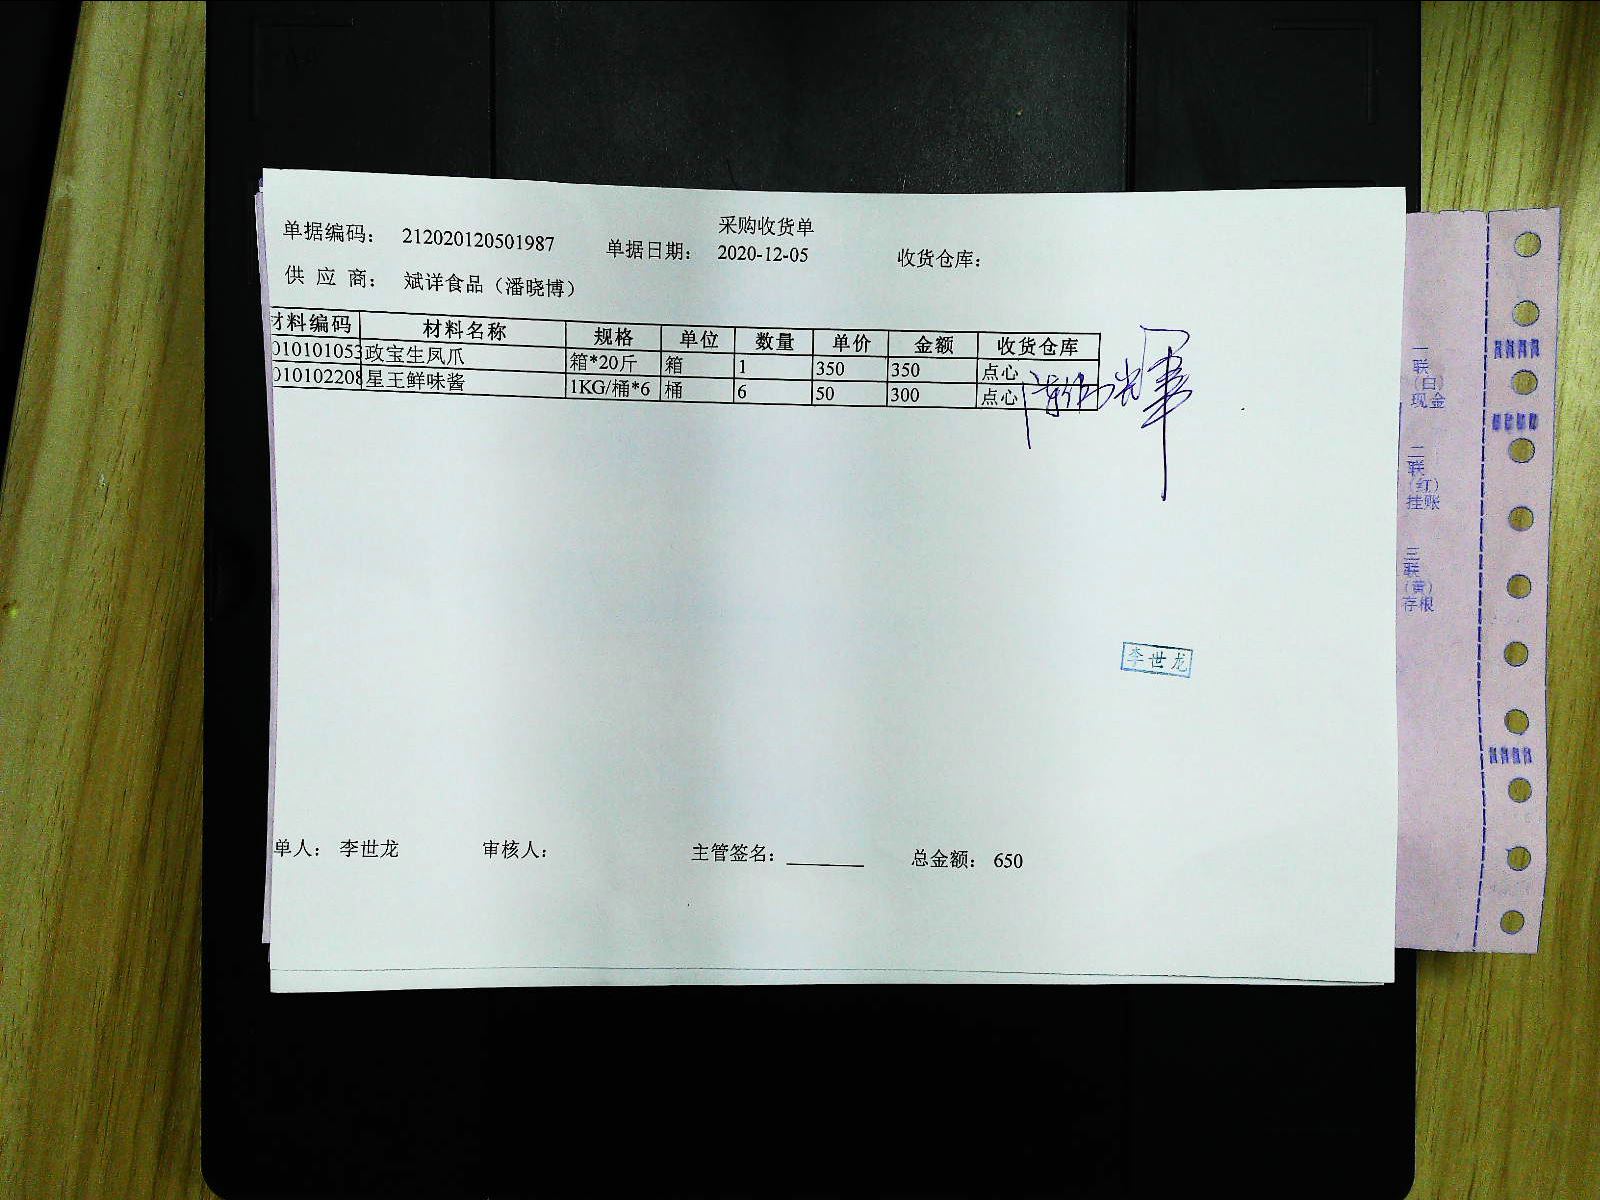 采购收货单
单据编码： 212020120501987 单据日期： 2020-12-05 收货仓库：
供 应 商： 斌详食品（潘晓博）
材料编码 材料名称 规格 单位 数量 单价 金额 收货仓库
010101053 政宝生凤爪 箱*20斤 箱 1 350 350 点心
010102208 星王鲜味酱 1KG/桶*6 桶 6 50 300 点心
李世龙
单人： 李世龙 审核人： 主管签名： 总金额： 650
一联（白）现金
二联（红）挂账
三联（黄）存根